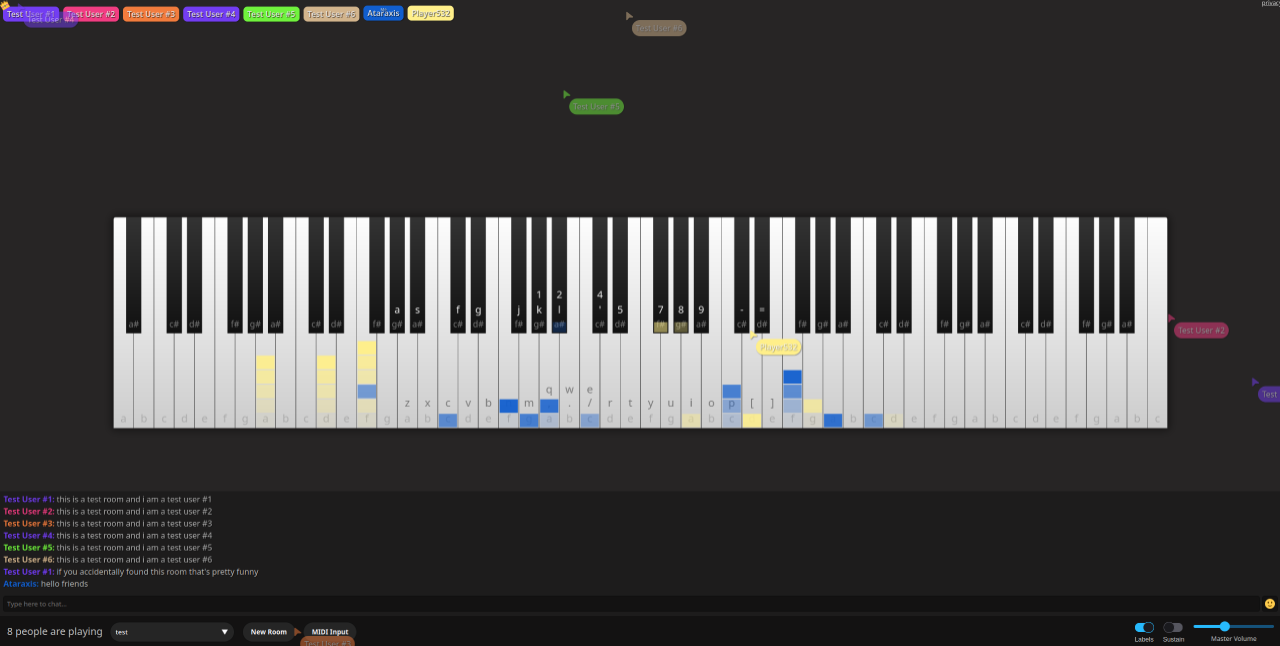 Test User #1 Test User #2 Test User #3 Test User #4 Test User #5 Test User #6 Ataraxis Player532
Test User #4
Test User #6
Test User #5
1 2 4
a s f g j k l ' 5 7 8 9 - =
a# c# d# f# g# a# c# d# f# g# a# c# d# f# g# a# c# d# f# g# a# c# d# f# g# a# c# d# f# g# a# c# d# f# g# a#
Test User #2
Player532
q w e
z x c v b m . / r t y u i o p [ ]
Test
a b c d e f g a b c d e f g a b c d e f g a b c d e f g a b c d e f g a b c d e f g a b c
Test User #1: this is a test room and i am a test user #1
Test User #2: this is a test room and i am a test user #2
Test User #3: this is a test room and i am a test user #3
Test User #4: this is a test room and i am a test user #4
Test User #5: this is a test room and i am a test user #5
Test User #6: this is a test room and i am a test user #6
Test User #1: if you accidentally found this room that's pretty funny
Ataraxis: hello friends
Type here to chat...
8 people are playing test New Room MIDI Input
Labels Sustain Master Volume